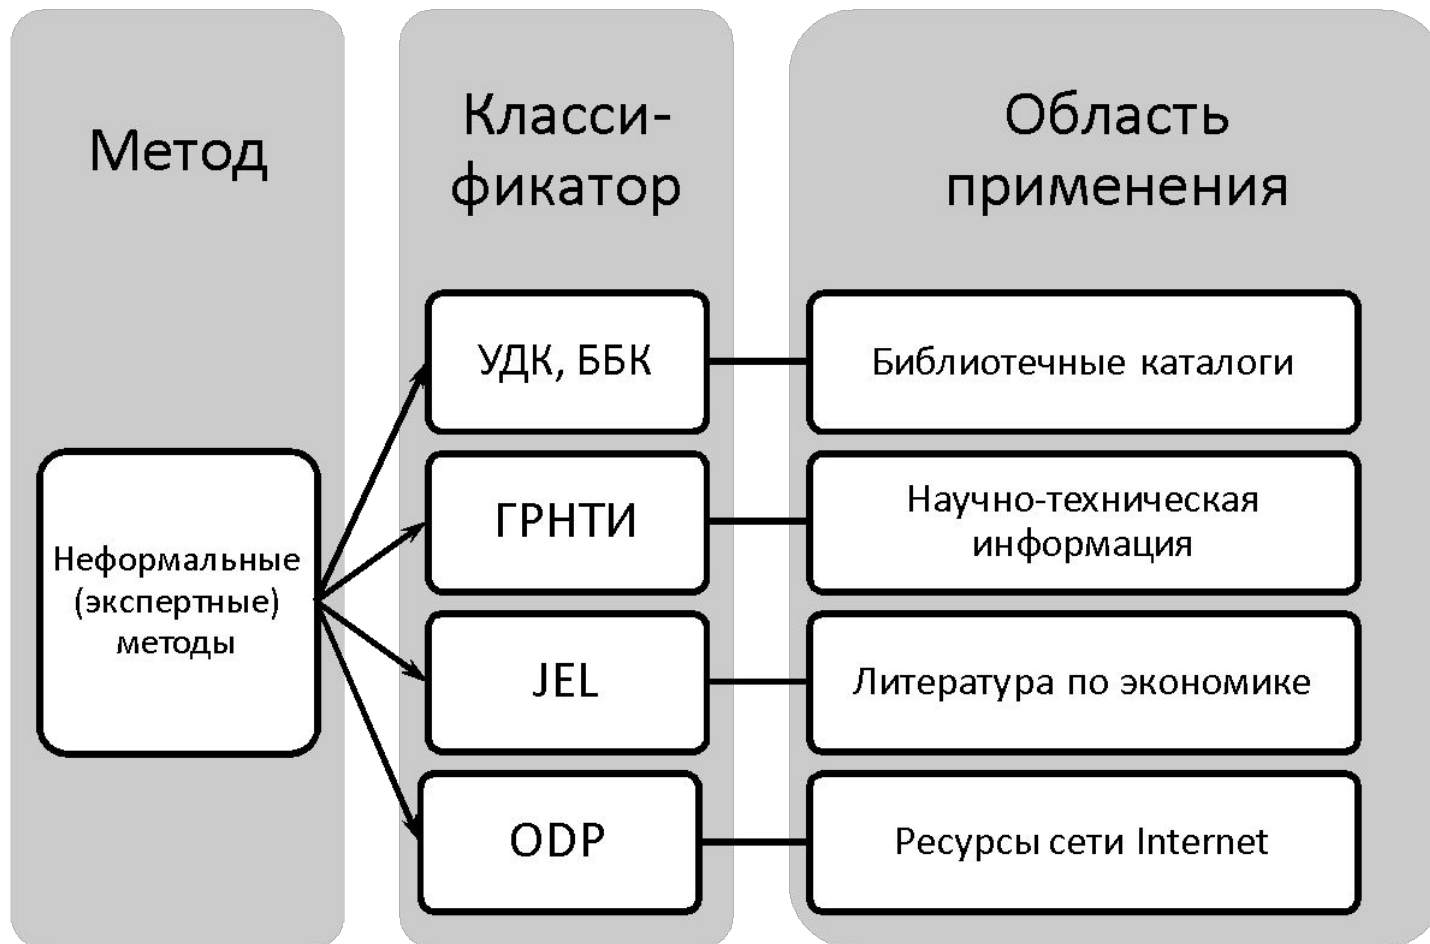 Метод
Класси-
фикатор
Область
применения
Неформальные
(экспертные)
методы
УДК, ББК
Библиотечные каталоги
ГРНТИ
Научно-техническая
информация
JEL
Литература по экономике
ODP
Ресурсы сети Internet